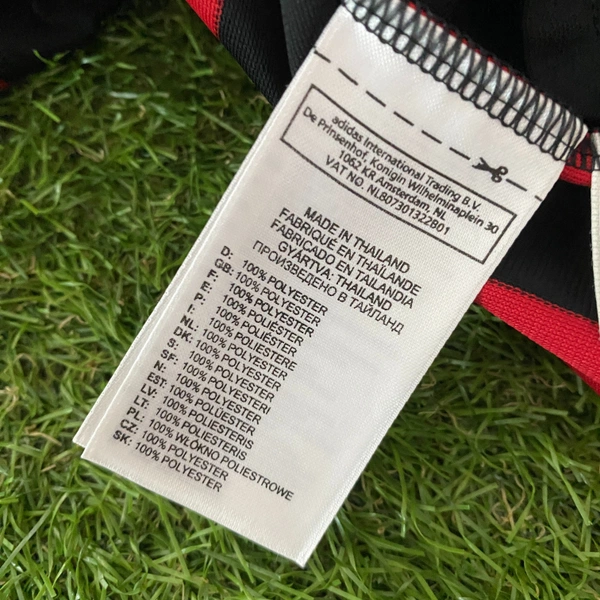 adidas International Trading B.V.
De Prinsenhof, Konigin Wilhelminaplein 30
1062 KR Amsterdam, NL
VAT NO. NL807301322B01
MADE IN THAILAND
FABRIQUÉ EN THAÏLANDE
FABRICADO EN TAILANDIA
GYÁRTVA: THAILAND
ПРОИЗВЕДЕНО В ТАЙЛАНД
D: 100% POLYESTER
GB: 100% POLYESTER
F: 100% POLYESTER
E: 100% POLIÉSTER
P: 100% POLIÉSTER
I: 100% POLIESTERE
NL: 100% POLYESTER
DK: 100% POLYESTER
S: 100% POLYESTER
SF: 100% POLYESTERI
N: 100% POLYESTER
EST: 100% POLÜESTER
LV: 100% POLIESTERIS
LT: 100% POLIESTERIS
PL: 100% WŁÓKNO POLIESTROWE
CZ: 100% POLYESTER
SK: 100% POLYESTER